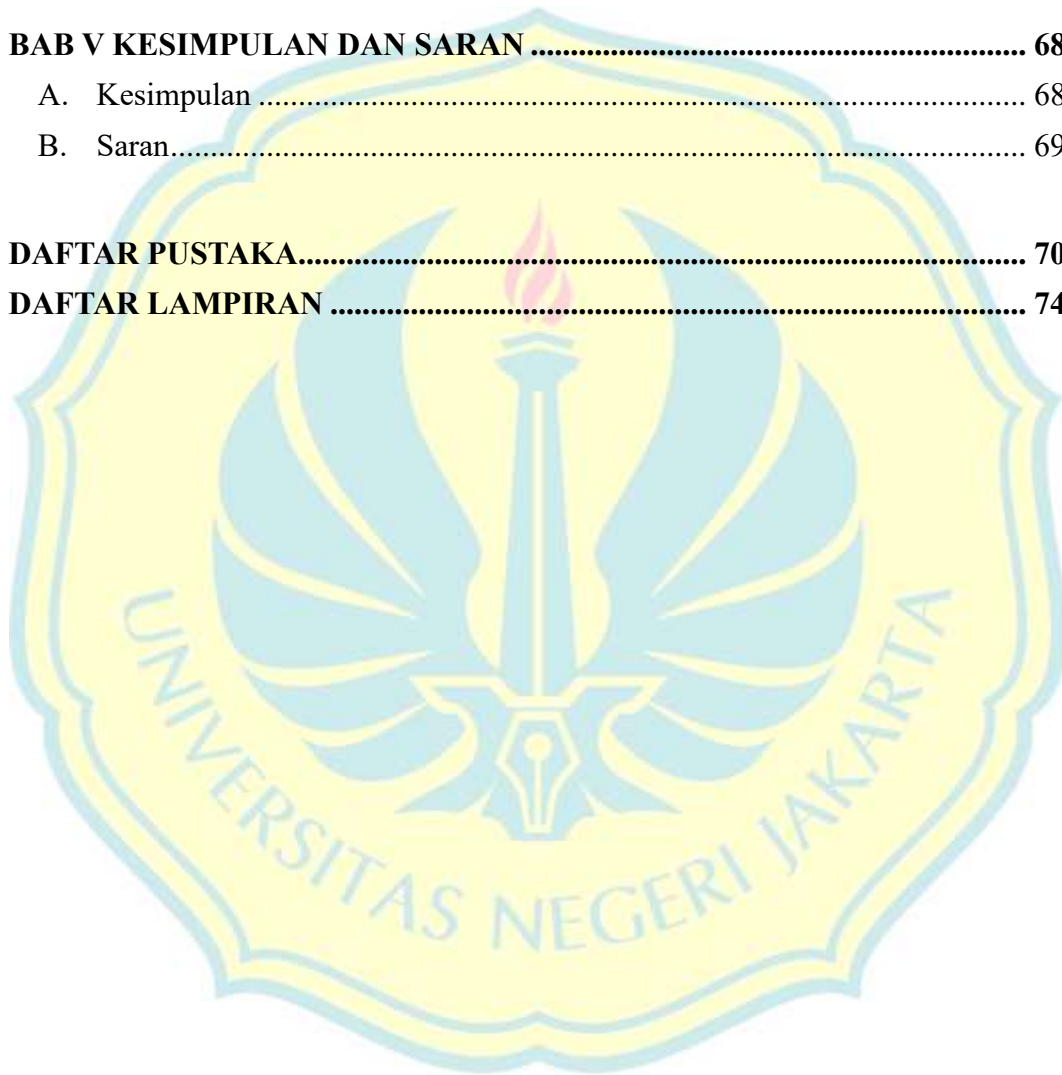 BAB V KESIMPULAN DAN SARAN ............................................................... 68
A. Kesimpulan .................................................................................................. 68
B. Saran............................................................................................................. 69
DAFTAR PUSTAKA............................................................................................ 70
DAFTAR LAMPIRAN ........................................................................................ 74
UNIVERSITAS NEGERI JAKARTA